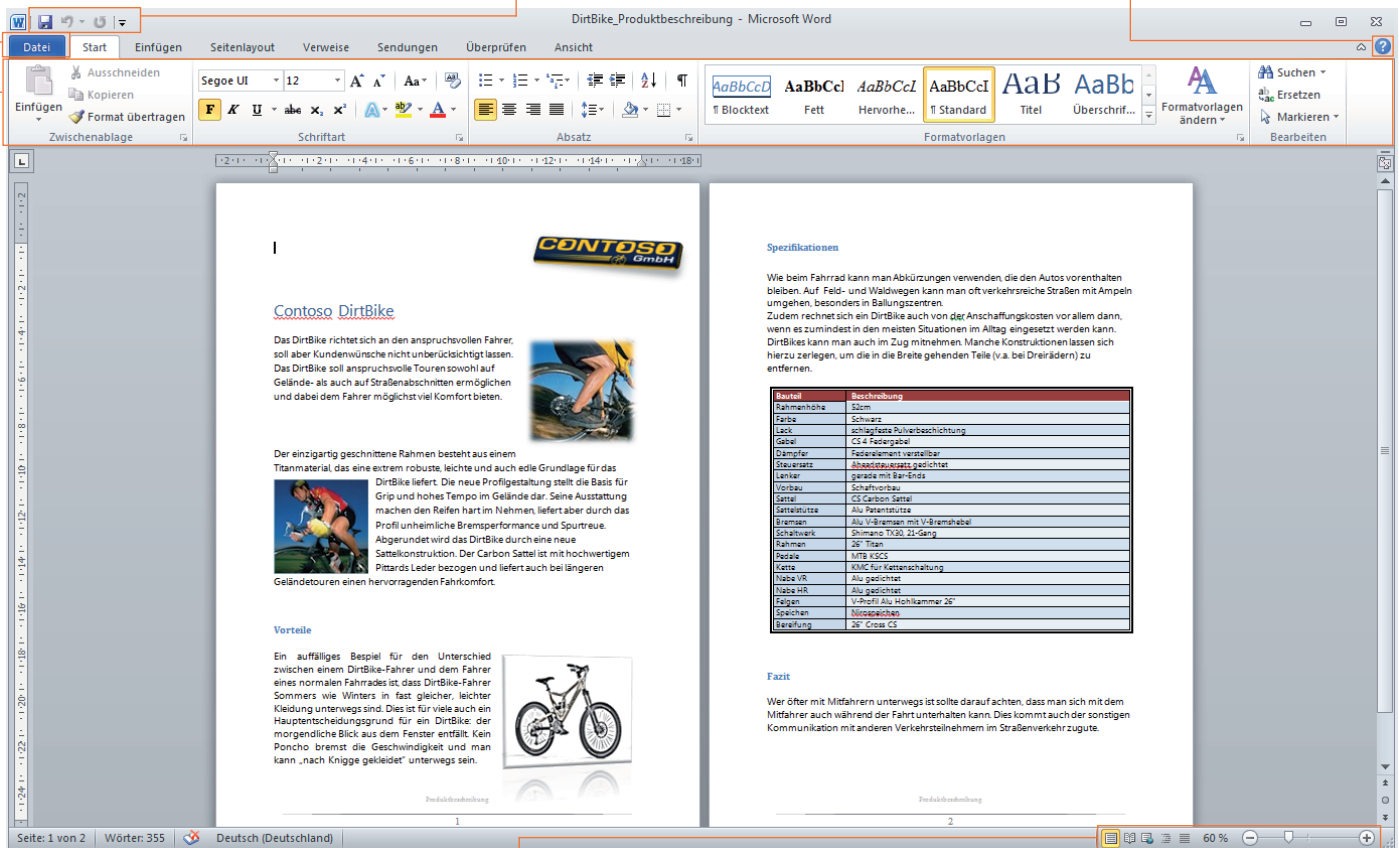 DirtBike_Produktbeschreibung - Microsoft Word
Datei Start Einfügen Seitenlayout Verweise Sendungen Überprüfen Ansicht
Einfügen
Ausschneiden
Kopieren
Format übertragen
Zwischenablage
Segoe UI 12
F K U abc x₂ x²
Aa
Schriftart
Absatz
AaBbCcD AaBbCcI AaBbCcI AaBbCcI AaB AaBb
¶ Blocktext Fett Hervorhe... ¶ Standard Titel Überschrif...
Formatvorlagen
Formatvorlagen
ändern
Suchen
Ersetzen
Markieren
Bearbeiten
CONTOSO
GmbH
Contoso DirtBike
Das DirtBike richtet sich an den anspruchsvollen Fahrer,
soll aber Kundenwünsche nicht unberücksichtigt lassen.
Das DirtBike soll anspruchsvolle Touren sowohl auf
Gelände- als auch auf Straßenabschnitten ermöglichen
und dabei dem Fahrer möglichst viel Komfort bieten.
Der einzigartig geschnittene Rahmen besteht aus einem
Titanmaterial, das eine extrem robuste, leichte und auch edle Grundlage für das
DirtBike liefert. Die neue Profilgestaltung stellt die Basis für
Grip und hohes Tempo im Gelände dar. Seine Ausstattung
machen den Reifen hart im Nehmen, liefert aber durch das
Profil unheimliche Bremsperformance und Spurtreue.
Abgerundet wird das DirtBike durch eine neue
Sattelkonstruktion. Der Carbon Sattel ist mit hochwertigem
Pittards Leder bezogen und liefert auch bei längeren
Geländetouren einen hervorragenden Fahrkomfort.
Vorteile
Ein auffälliges Bespiel für den Unterschied
zwischen einem DirtBike-Fahrer und dem Fahrer
eines normalen Fahrrades ist, dass DirtBike-Fahrer
Sommers wie Winters in fast gleicher, leichter
Kleidung unterwegs sind. Dies ist für viele auch ein
Hauptentscheidungsgrund für ein DirtBike: der
morgendliche Blick aus dem Fenster entfällt. Kein
Poncho bremst die Geschwindigkeit und man
kann „nach Knigge gekleidet" unterwegs sein.
Produktbeschreibung
1
Spezifikationen
Wie beim Fahrrad kann man Abkürzungen verwenden, die den Autos vorenthalten
bleiben. Auf Feld- und Waldwegen kann man oft verkehrsreiche Straßen mit Ampeln
umgehen, besonders in Ballungszentren.
Zudem rechnet sich ein DirtBike auch von der Anschaffungskosten vor allem dann,
wenn es zumindest in den meisten Situationen im Alltag eingesetzt werden kann.
DirtBikes kann man auch im Zug mitnehmen. Manche Konstruktionen lassen sich
hierzu zerlegen, um die in die Breite gehenden Teile (v.a. bei Dreirädern) zu
entfernen.
Bauteil Beschreibung
Rahmenhöhe 52cm
Farbe Schwarz
Lack schlagfeste Pulverbeschichtung
Gabel CS 4 Federgabel
Dämpfer Federelement verstellbar
Steuersatz Aheadsteuersatz gedichtet
Lenker gerade mit Bar-Ends
Vorbau Schaftvorbau
Sattel CS Carbon Sattel
Sattelstütze Alu Patentstütze
Bremsen Alu V-Bremsen mit V-Bremshebel
Schaltwerk Shimano TX30, 21-Gang
Rahmen 26" Titan
Pedale MTB KSCS
Kette KMC für Kettenschaltung
Nabe VR Alu gedichtet
Nabe HR Alu gedichtet
Felgen V-Profil Alu Hohlkammer 26"
Speichen Nirospeichen
Bereifung 26" Cross CS
Fazit
Wer öfter mit Mitfahrern unterwegs ist sollte darauf achten, dass man sich mit dem
Mitfahrer auch während der Fahrt unterhalten kann. Dies kommt auch der sonstigen
Kommunikation mit anderen Verkehrsteilnehmern im Straßenverkehr zugute.
Produktbeschreibung
2
Seite: 1 von 2 Wörter: 355 Deutsch (Deutschland) 60 %